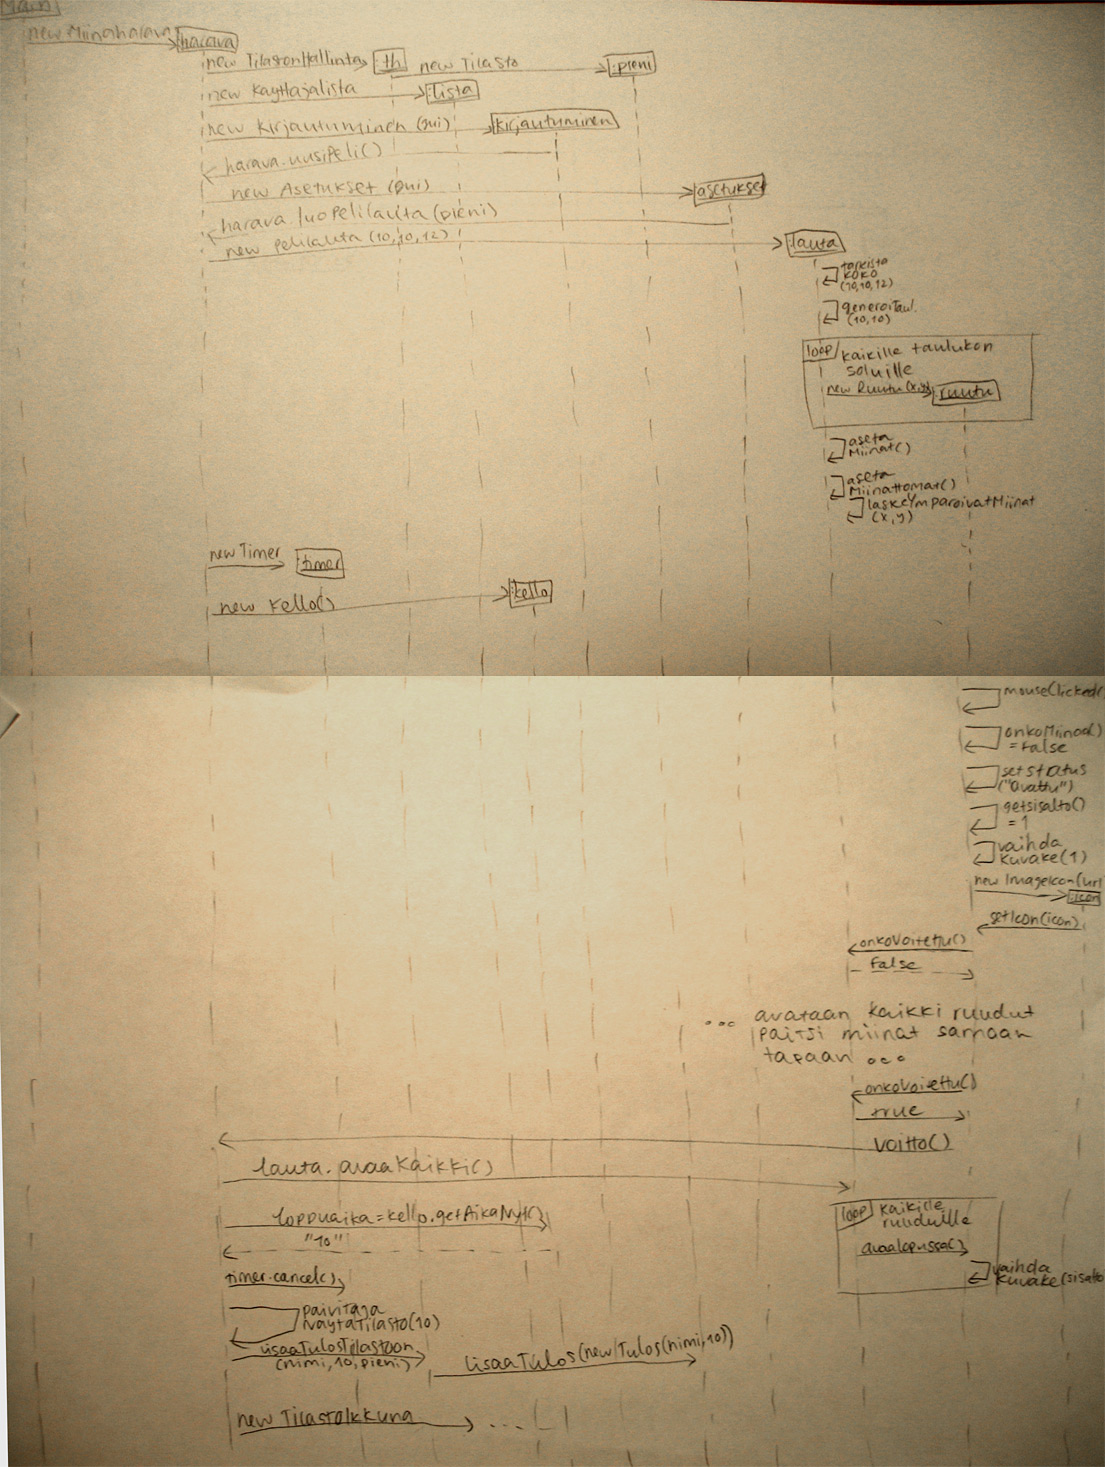 Main
new Miinaharava
:harava
new TilastonHallinta
:th
new Tilasto
:pieni
new Kayttajalista
:lista
new Kirjautuminen (gui)
:kirjautuminen
harava.uusiPeli()
new Asetukset (gui)
:asetukset
harava luoPelilauta (pieni)
new Pelilauta (10,10,12)
:lauta
tarkista
koko
(10,10,12)
generoiTaul.
(10,10)
loop
kaikille taulukon
soluille
new Ruutu(x,y)
:ruutu
aseta
Miinat()
aseta
Miinattomat()
laskeYmparoivatMiinat
(x,y)
new Timer
:timer
new Kello()
:kello
mouseClicked(
onkoMiinaa()
=false
setStatus
("avattu")
getsisalto()
=1
vaihda
kuvake(1)
new ImageIcon(url
:icon
setIcon(icon)
onkoVoitettu()
false
... avataan kaikki ruudut
paitsi miinat samaan
tapaan ...
onkoVoitettu()
true
voitto()
lauta.avaaKaikki()
loop
kaikille
ruuduille
loppuaika=kello.getAikaNyt()
"10"
avaaLopussa()
vaihda
kuvake(sisalto
timer.cancel()
paivitaJa
NaytaTilasto(10)
lisaaTulosTilastoon
(nimi,10,pieni)
lisaaTulos(new Tulos(nimi,10))
new TilastoIkkuna
...